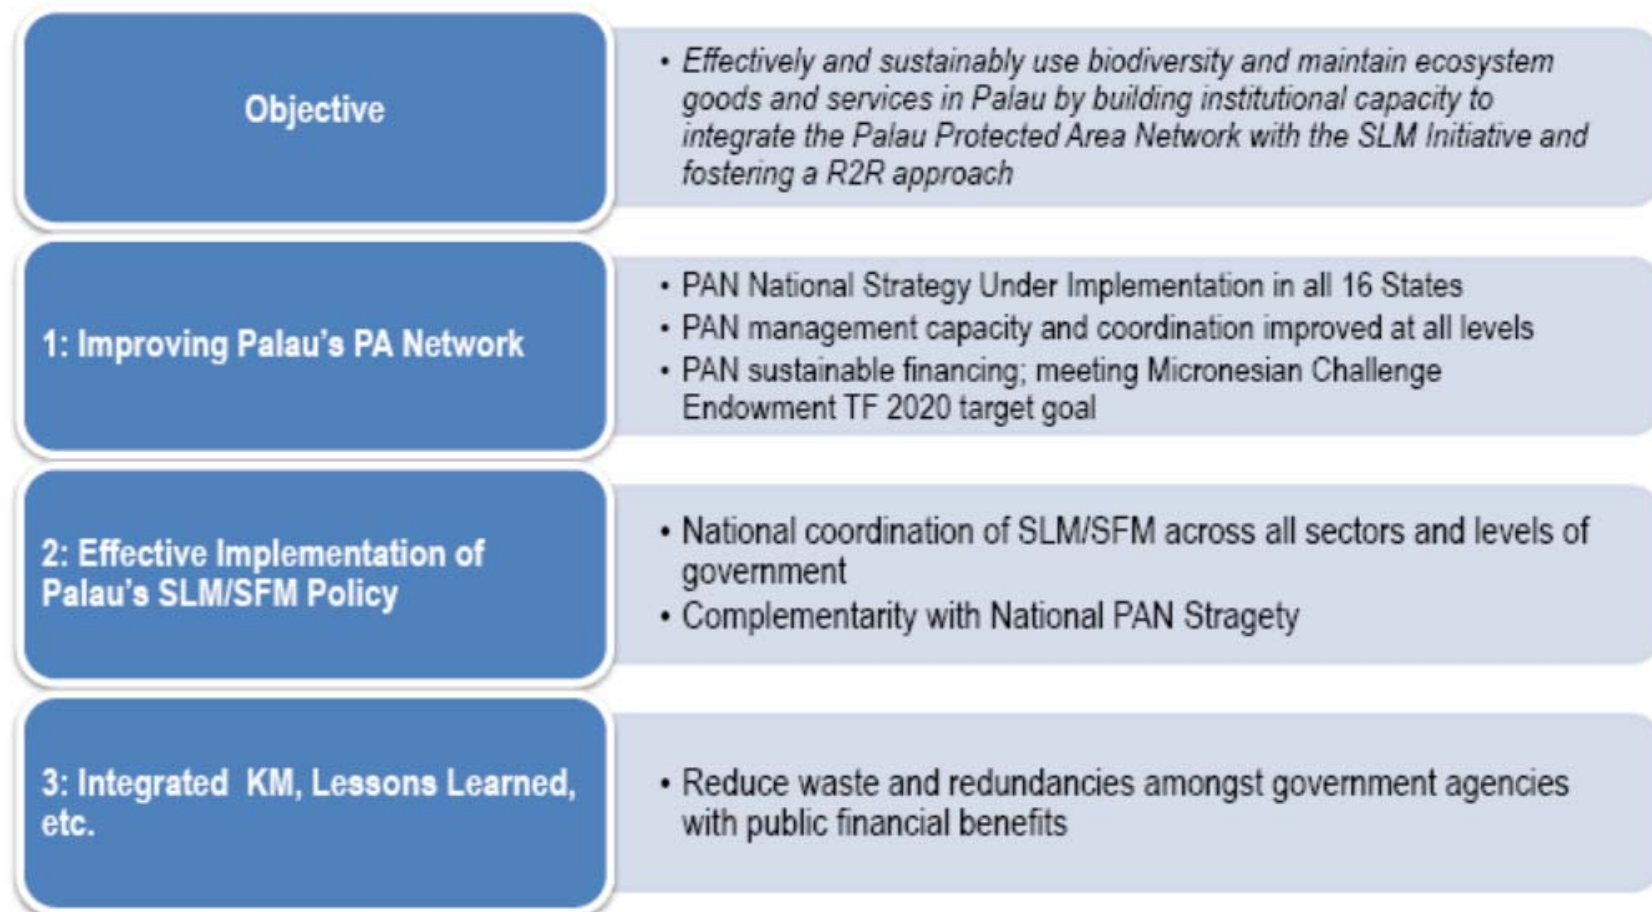 Objective
• Effectively and sustainably use biodiversity and maintain ecosystem
goods and services in Palau by building institutional capacity to
integrate the Palau Protected Area Network with the SLM Initiative and
fostering a R2R approach
1: Improving Palau's PA Network
• PAN National Strategy Under Implementation in all 16 States
• PAN management capacity and coordination improved at all levels
• PAN sustainable financing; meeting Micronesian Challenge
Endowment TF 2020 target goal
2: Effective Implementation of
Palau's SLM/SFM Policy
• National coordination of SLM/SFM across all sectors and levels of
government
• Complementarity with National PAN Stragety
3: Integrated  KM, Lessons Learned,
etc.
• Reduce waste and redundancies amongst government agencies
with public financial benefits